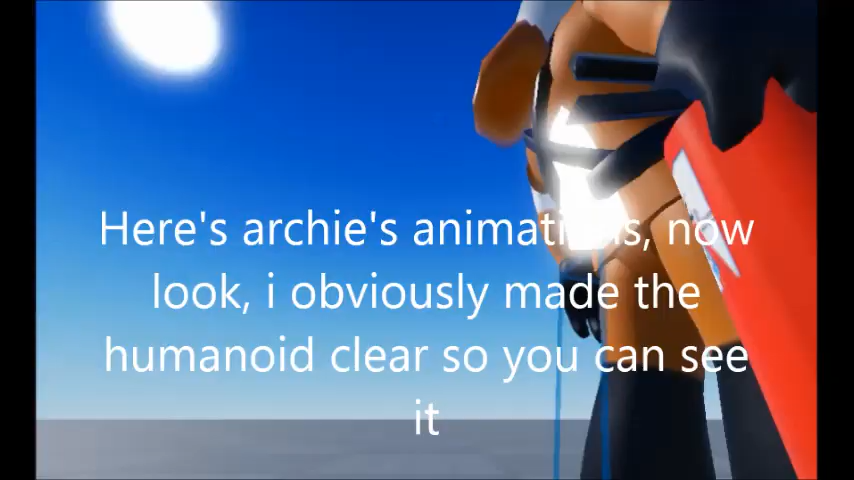 Here's archie's animations, now
look, i obviously made the
humanoid clear so you can see
it